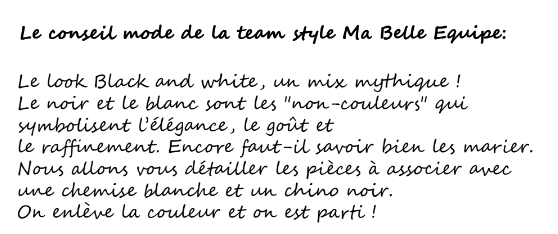 Le conseil mode de la team style Ma Belle Equipe:
Le look Black and white, un mix mythique !
Le noir et le blanc sont les "non-couleurs" qui
symbolisent l'élégance, le goût et
le raffinement. Encore faut-il savoir bien les marier.
Nous allons vous détailler les pièces à associer avec
une chemise blanche et un chino noir.
On enlève la couleur et on est parti !